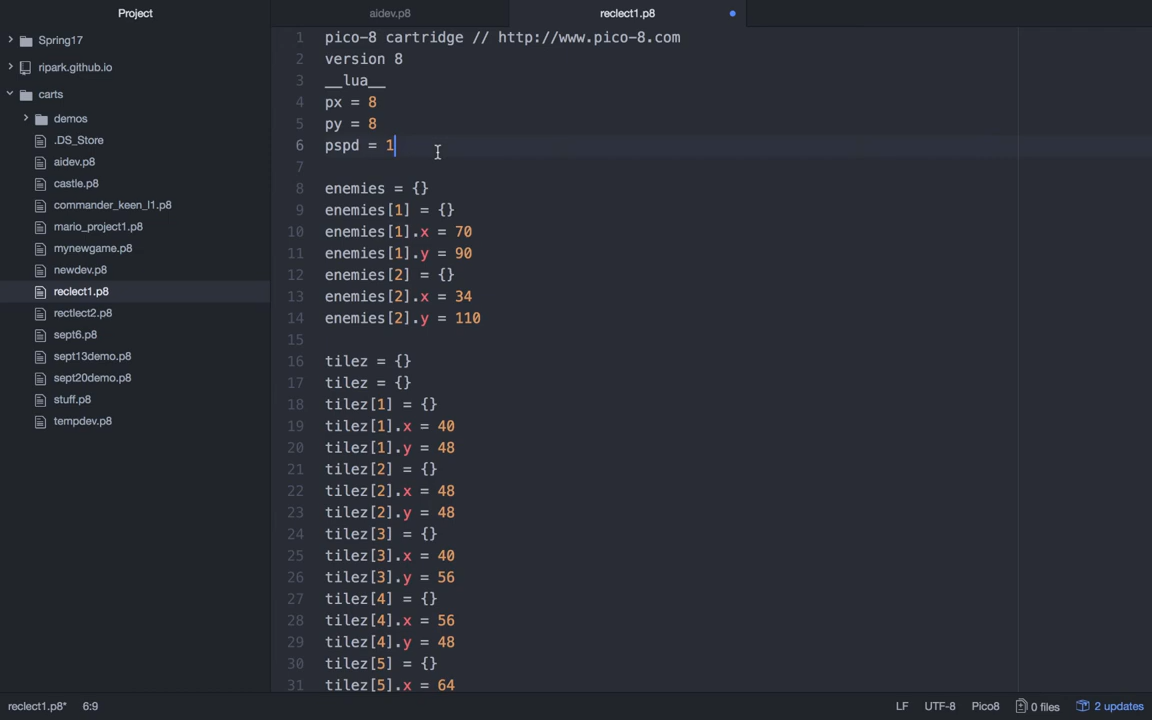 Project
Spring17
ripark.github.io
carts
demos
.DS_Store
aidev.p8
castle.p8
commander_keen_l1.p8
mario_project1.p8
mynewgame.p8
newdev.p8
reclect1.p8
rectlect2.p8
sept6.p8
sept13demo.p8
sept20demo.p8
stuff.p8
tempdev.p8
aidev.p8
reclect1.p8
1 pico-8 cartridge // http://www.pico-8.com
2 version 8
3 __lua__
4 px = 8
5 py = 8
6 pspd = 1
7
8 enemies = {}
9 enemies[1] = {}
10 enemies[1].x = 70
11 enemies[1].y = 90
12 enemies[2] = {}
13 enemies[2].x = 34
14 enemies[2].y = 110
15
16 tilez = {}
17 tilez = {}
18 tilez[1] = {}
19 tilez[1].x = 40
20 tilez[1].y = 48
21 tilez[2] = {}
22 tilez[2].x = 48
23 tilez[2].y = 48
24 tilez[3] = {}
25 tilez[3].x = 40
26 tilez[3].y = 56
27 tilez[4] = {}
28 tilez[4].x = 56
29 tilez[4].y = 48
30 tilez[5] = {}
31 tilez[5].x = 64
reclect1.p8* 6:9 LF UTF-8 Pico8 0 files 2 updates